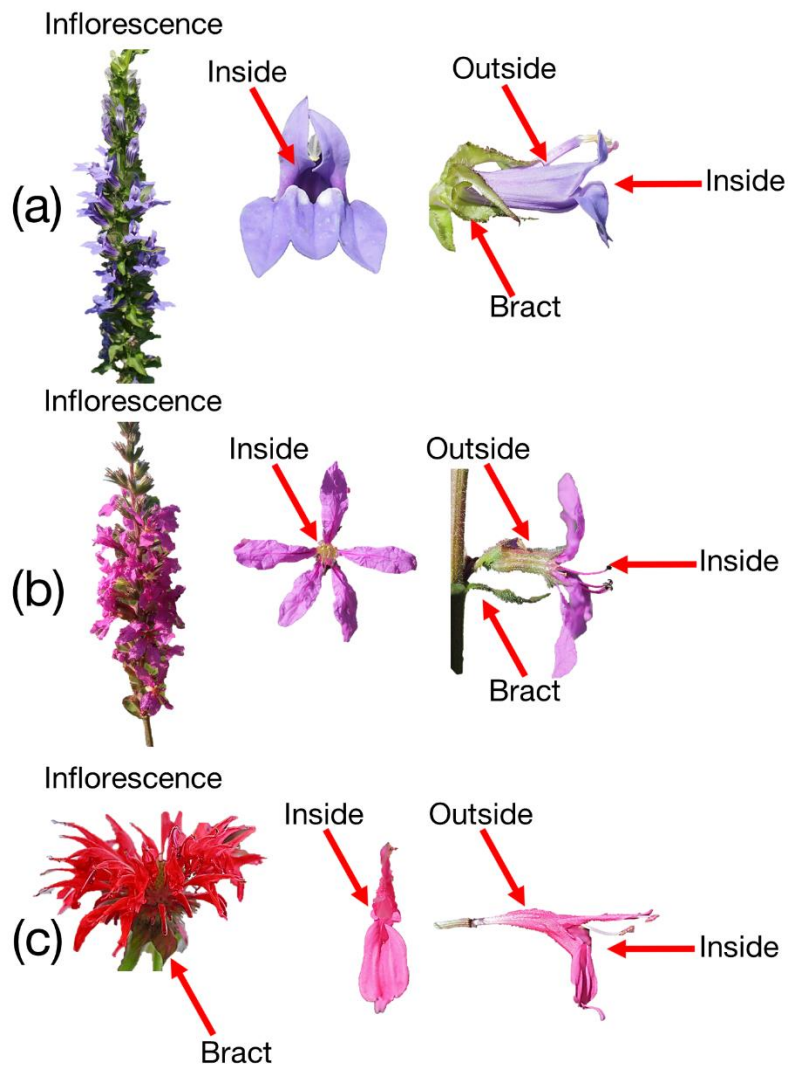 Inflorescence
Inside
Outside
Inside
(a)
Bract
Inflorescence
Inside
Outside
Inside
(b)
Bract
Inflorescence
Inside
Outside
(c)
Inside
Bract